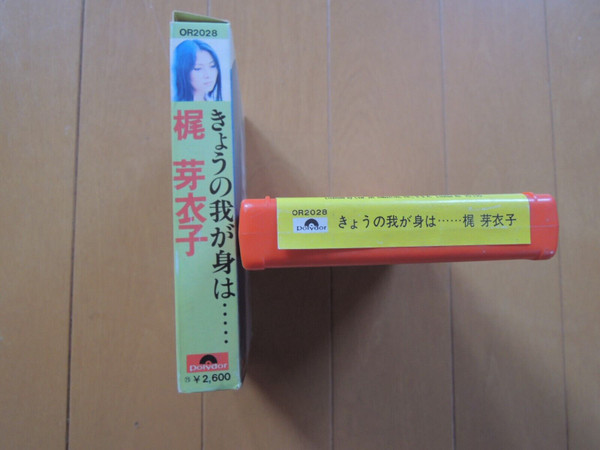 OR2028
きょうの我が身は……
梶 芽衣子
Polydor
¥2,600
OR2028
Polydor
きょうの我が身は……梶 芽衣子